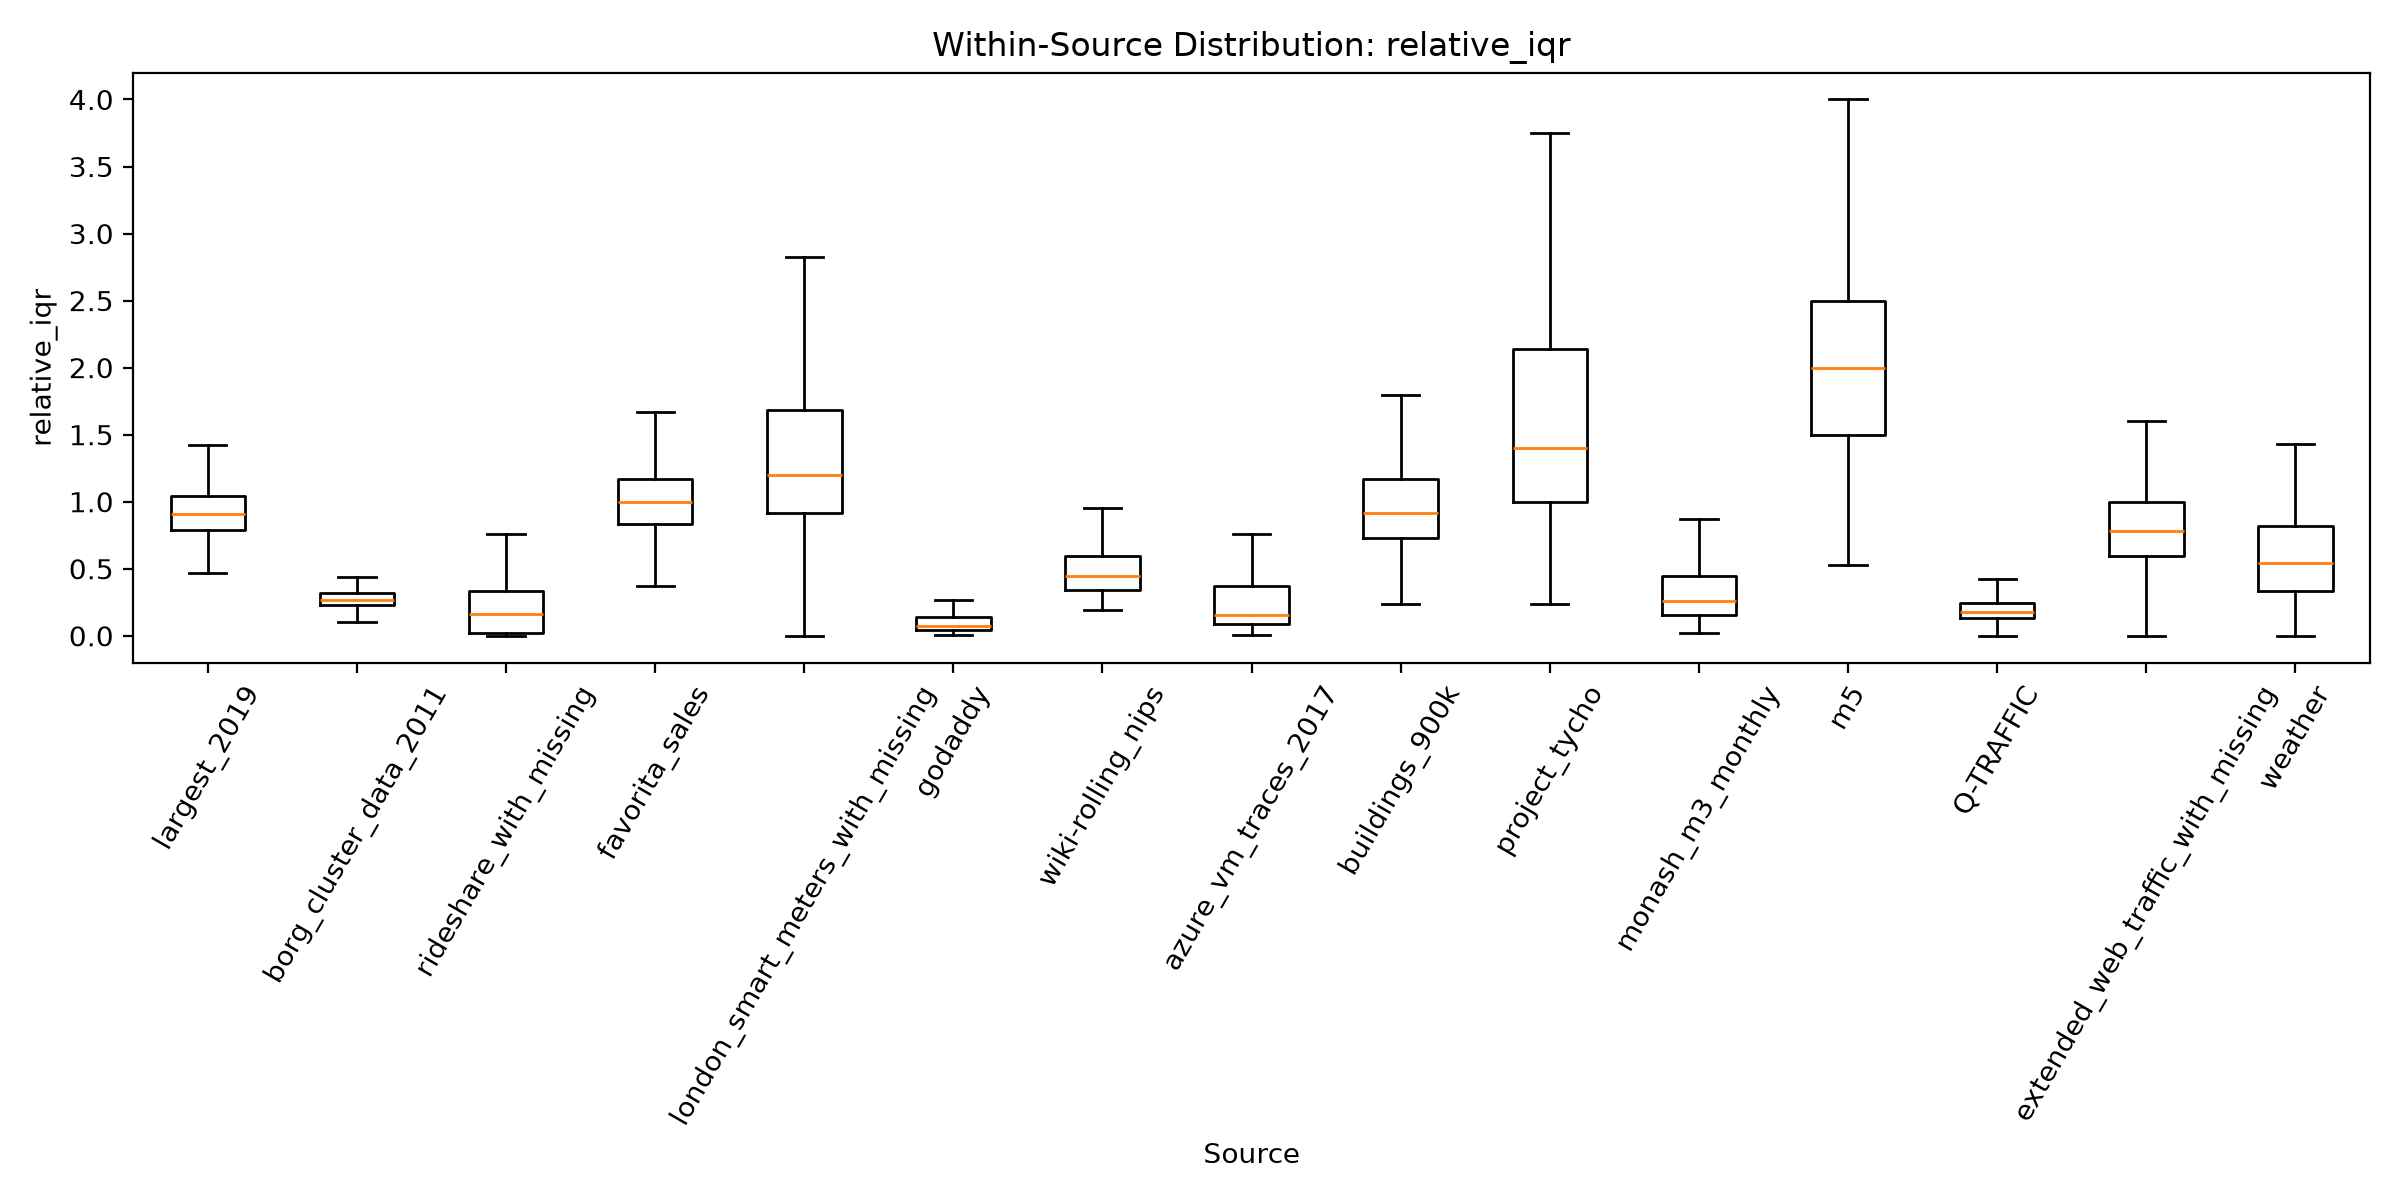 Within-Source Distribution: relative_iqr
relative_iqr
4.0
3.5
3.0
2.5
2.0
1.5
1.0
0.5
0.0
largest_2019
borg_cluster_data_2011
rideshare_with_missing
favorita_sales
london_smart_meters_with_missing
godaddy
wiki-rolling_nips
azure_vm_traces_2017
buildings_900k
project_tycho
monash_m3_monthly
m5
Q-TRAFFIC
extended_web_traffic_with_missing
weather
Source